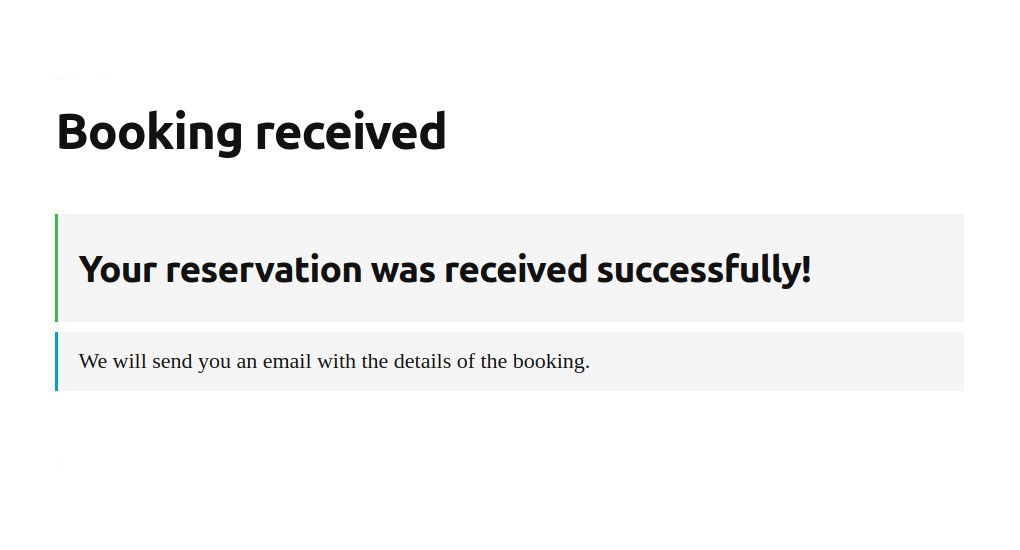 Booking received
Your reservation was received successfully!
We will send you an email with the details of the booking.